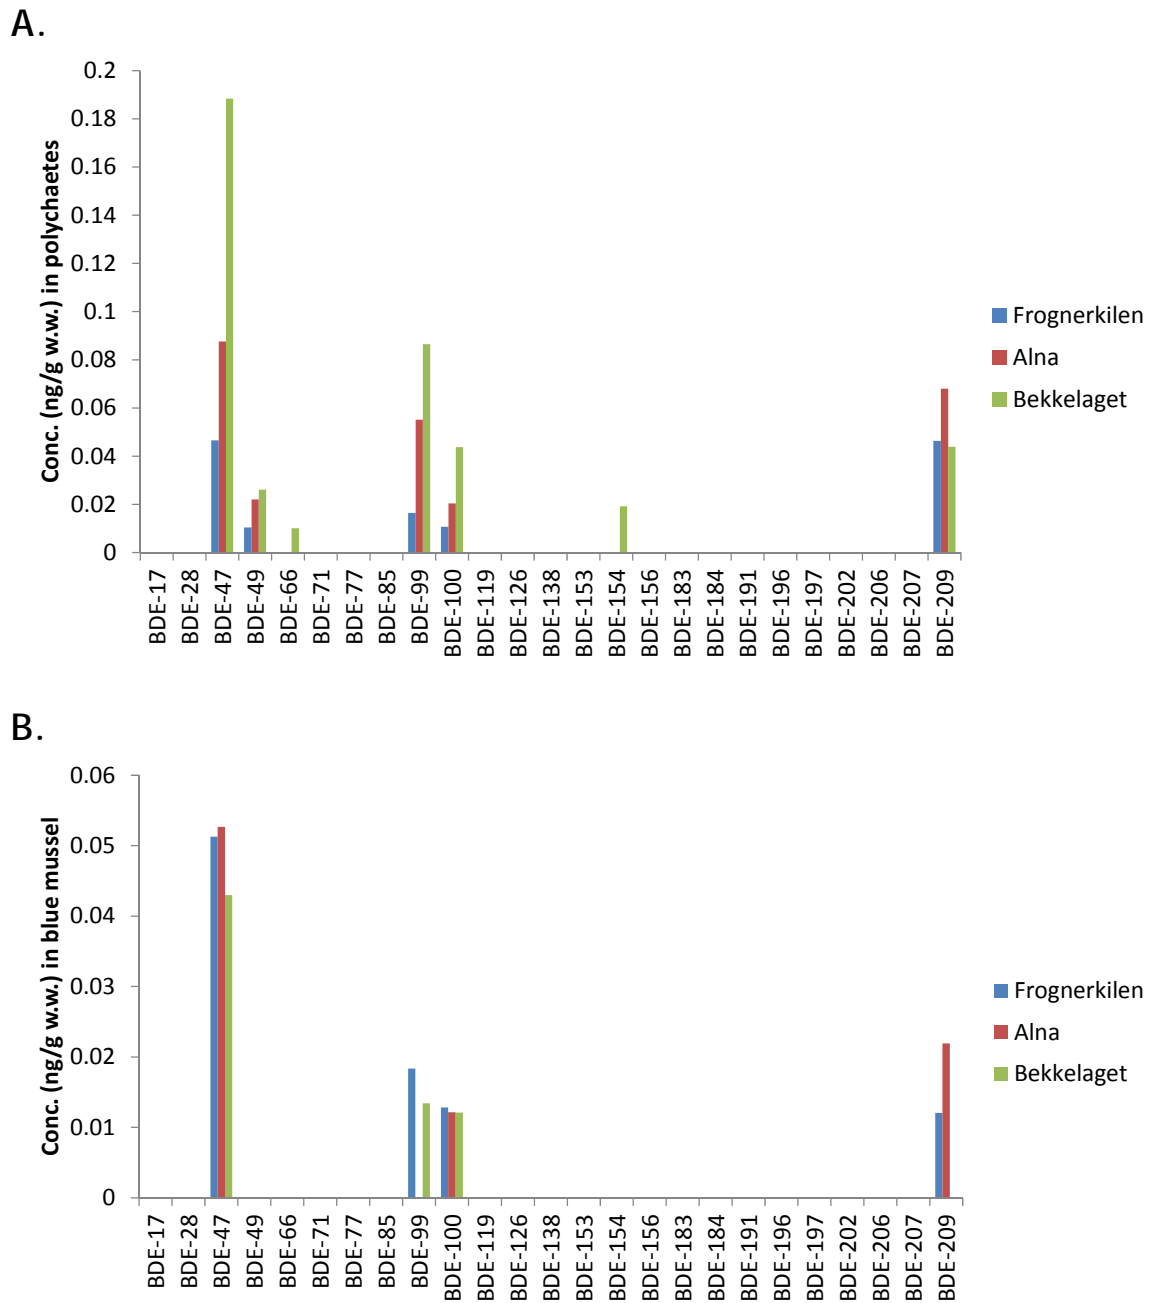 A.
Conc. (ng/g w.w.) in polychaetes
0.2
0.18
0.16
0.14
0.12
0.1
0.08
0.06
0.04
0.02
0
BDE-17
BDE-28
BDE-47
BDE-49
BDE-66
BDE-71
BDE-77
BDE-85
BDE-99
BDE-100
BDE-119
BDE-126
BDE-138
BDE-153
BDE-154
BDE-156
BDE-183
BDE-184
BDE-191
BDE-196
BDE-197
BDE-202
BDE-206
BDE-207
BDE-209
Frognerkilen
Alna
Bekkelaget
B.
Conc. (ng/g w.w.) in blue mussel
0.06
0.05
0.04
0.03
0.02
0.01
0
BDE-17
BDE-28
BDE-47
BDE-49
BDE-66
BDE-71
BDE-77
BDE-85
BDE-99
BDE-100
BDE-119
BDE-126
BDE-138
BDE-153
BDE-154
BDE-156
BDE-183
BDE-184
BDE-191
BDE-196
BDE-197
BDE-202
BDE-206
BDE-207
BDE-209
Frognerkilen
Alna
Bekkelaget